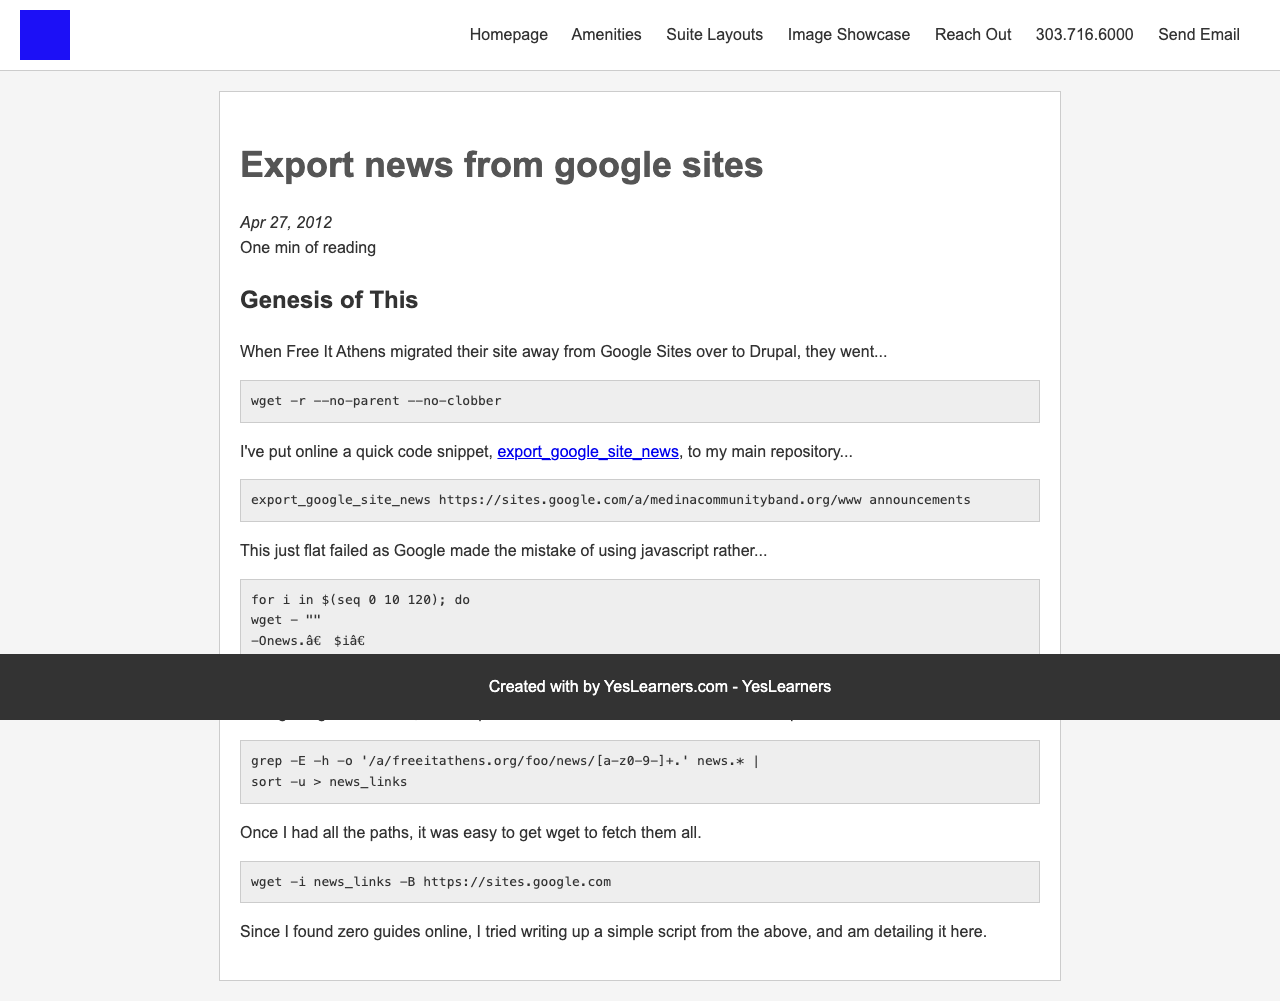 Homepage Amenities Suite Layouts Image Showcase Reach Out 303.716.6000 Send Email
Export news from google sites
Apr 27, 2012
One min of reading
Genesis of This
When Free It Athens migrated their site away from Google Sites over to Drupal, they went...
wget -r --no-parent --no-clobber
I've put online a quick code snippet, export_google_site_news, to my main repository...
export_google_site_news https://sites.google.com/a/medinacommunityband.org/www announcements
This just flat failed as Google made the mistake of using javascript rather...
for i in $(seq 0 10 120); do
wget - ""
-Onews.â€ $iâ€
Created with by YesLearners.com - YesLearners
grep -E -h -o '/a/freeitathens.org/foo/news/[a-z0-9-]+.' news.* |
sort -u > news_links
Once I had all the paths, it was easy to get wget to fetch them all.
wget -i news_links -B https://sites.google.com
Since I found zero guides online, I tried writing up a simple script from the above, and am detailing it here.